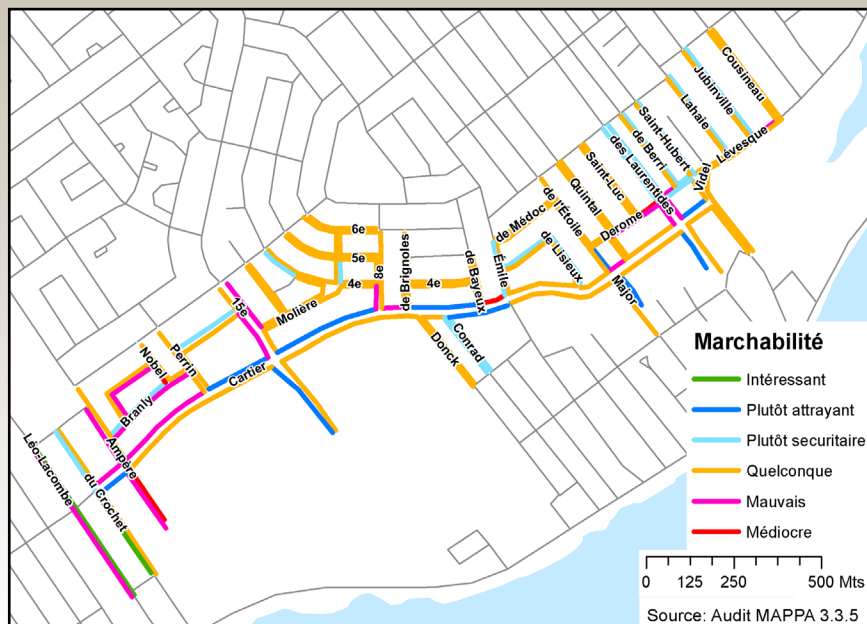 Cousineau
Jubinville
Lahaie
Saint-Hubert
de Berri
des Laurentides
Lévesque
Videl
Saint-Luc
Quintal
Derome
de l'Étoile
de Médoc
de Lisieux
Major
Émile
de Bayeux
6e
5e
4e
8e
de Brignoles
4e
15e
Molière
Donck
Conrad
Cartier
Perrin
Nobel
Branly
Ampère
du Crochet
Léo-Lacombe
Marchabilité
Intéressant
Plutôt attrayant
Plutôt securitaire
Quelconque
Mauvais
Médiocre
0 125 250 500 Mts
Source: Audit MAPPA 3.3.5